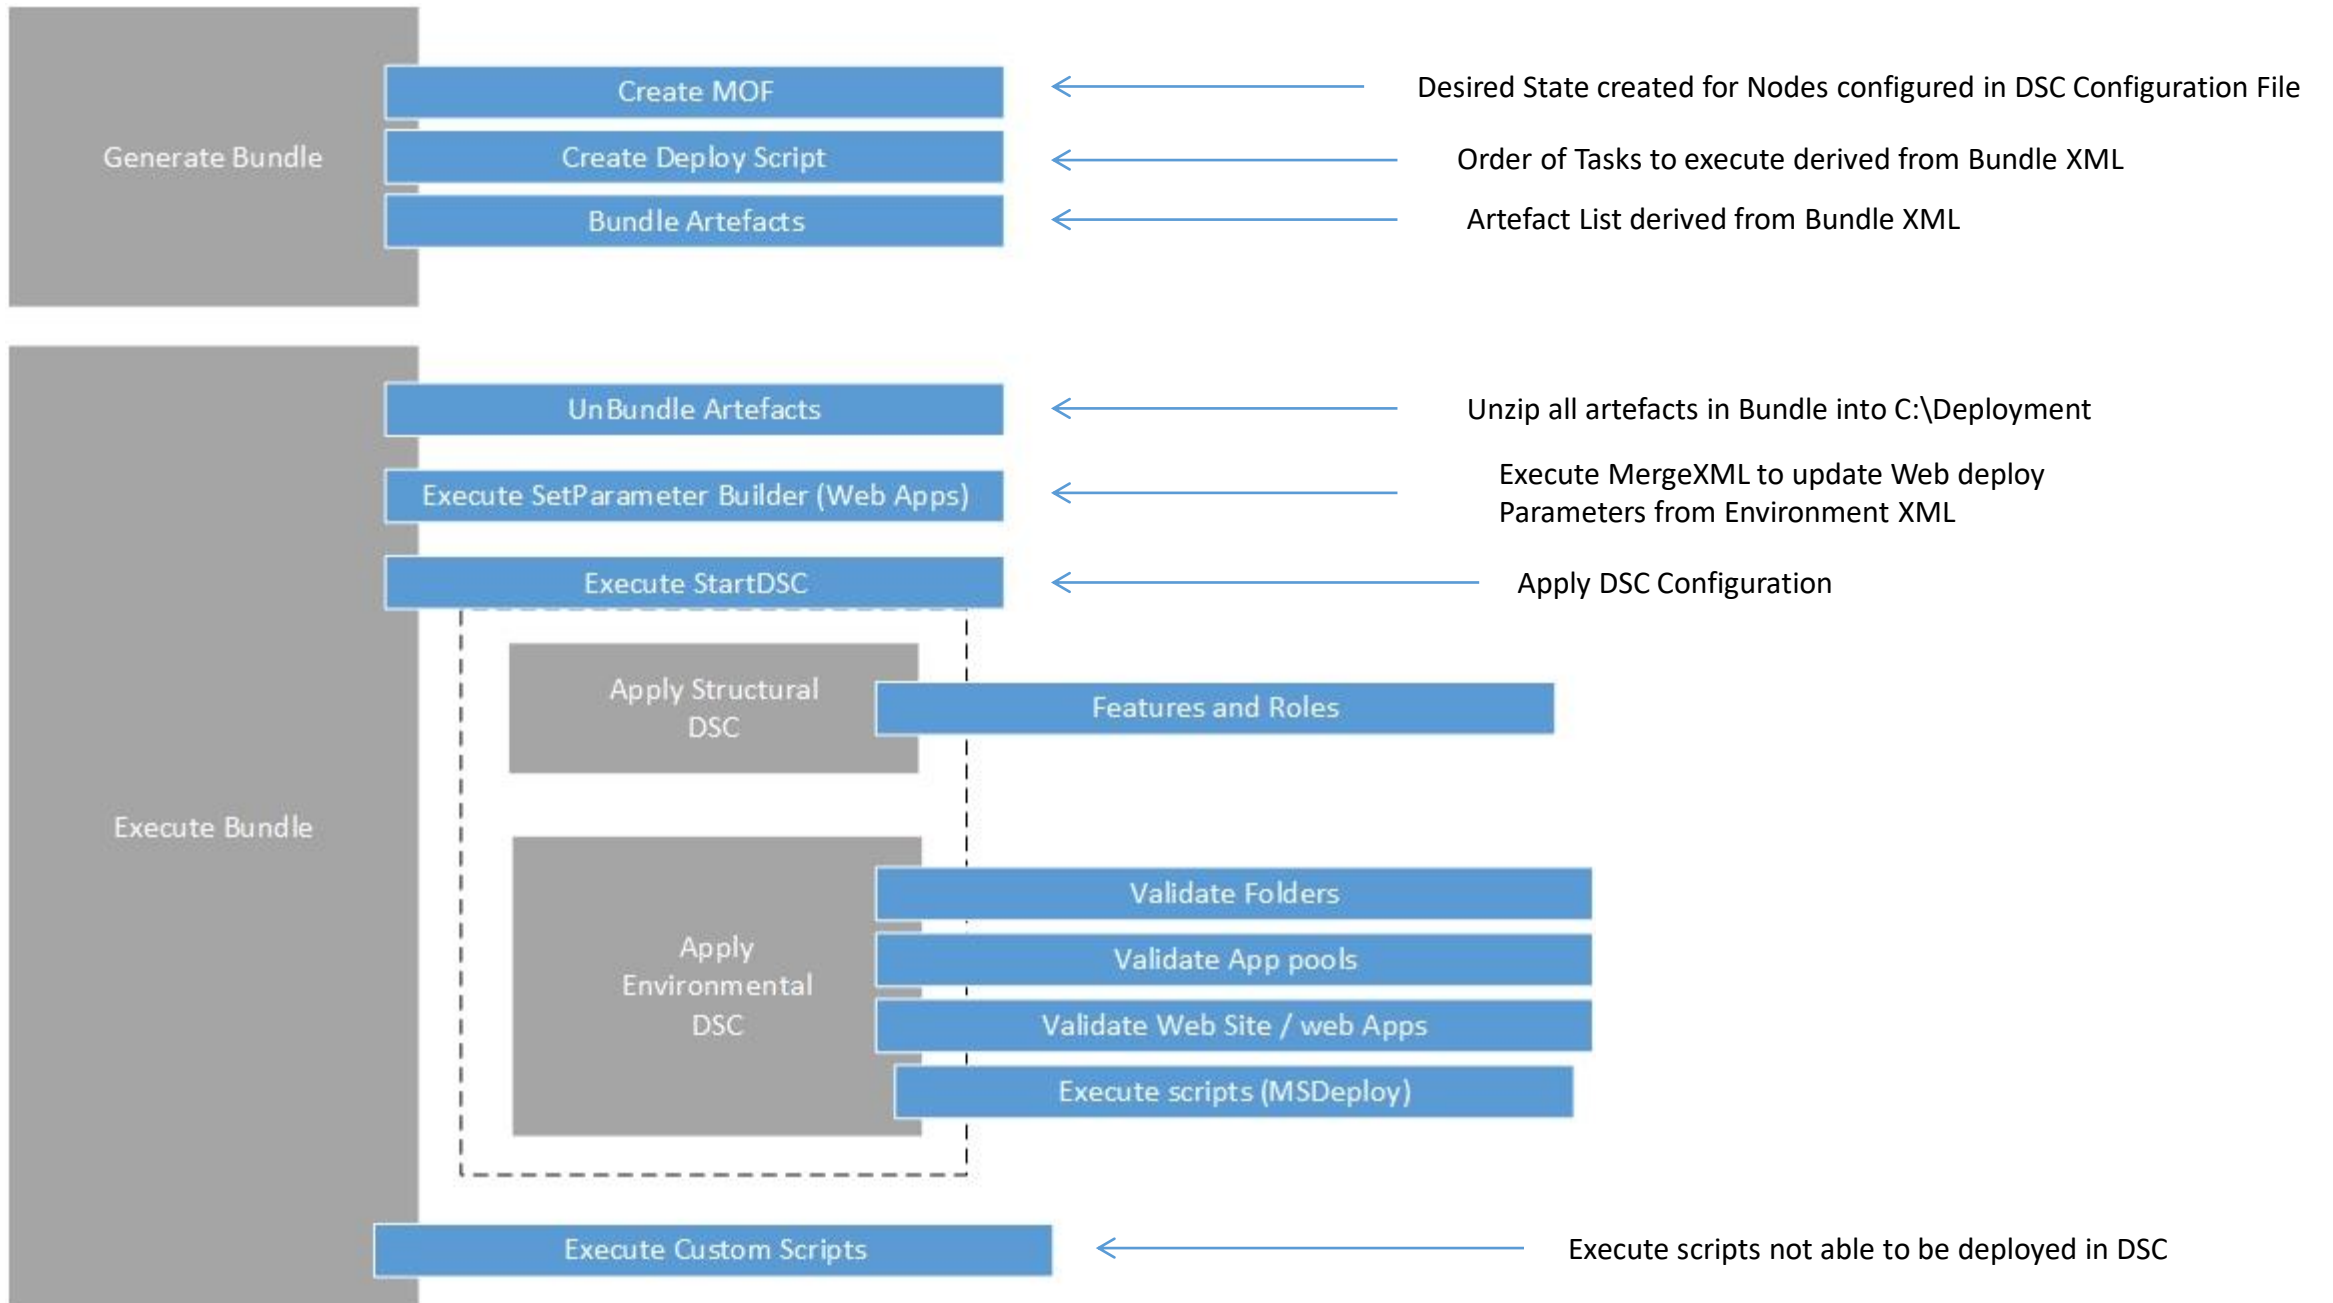 Create MOF
Desired State created for Nodes configured in DSC Configuration File
Generate Bundle
Create Deploy Script
Order of Tasks to execute derived from Bundle XML
Bundle Artefacts
Artefact List derived from Bundle XML
UnBundle Artefacts
Unzip all artefacts in Bundle into C:\Deployment
Execute SetParameter Builder (Web Apps)
Execute MergeXML to update Web deploy
Parameters from Environment XML
Execute StartDSC
Apply DSC Configuration
Apply Structural
DSC
Features and Roles
Execute Bundle
Apply
Environmental
DSC
Validate Folders
Validate App pools
Validate Web Site / web Apps
Execute scripts (MSDeploy)
Execute Custom Scripts
Execute scripts not able to be deployed in DSC